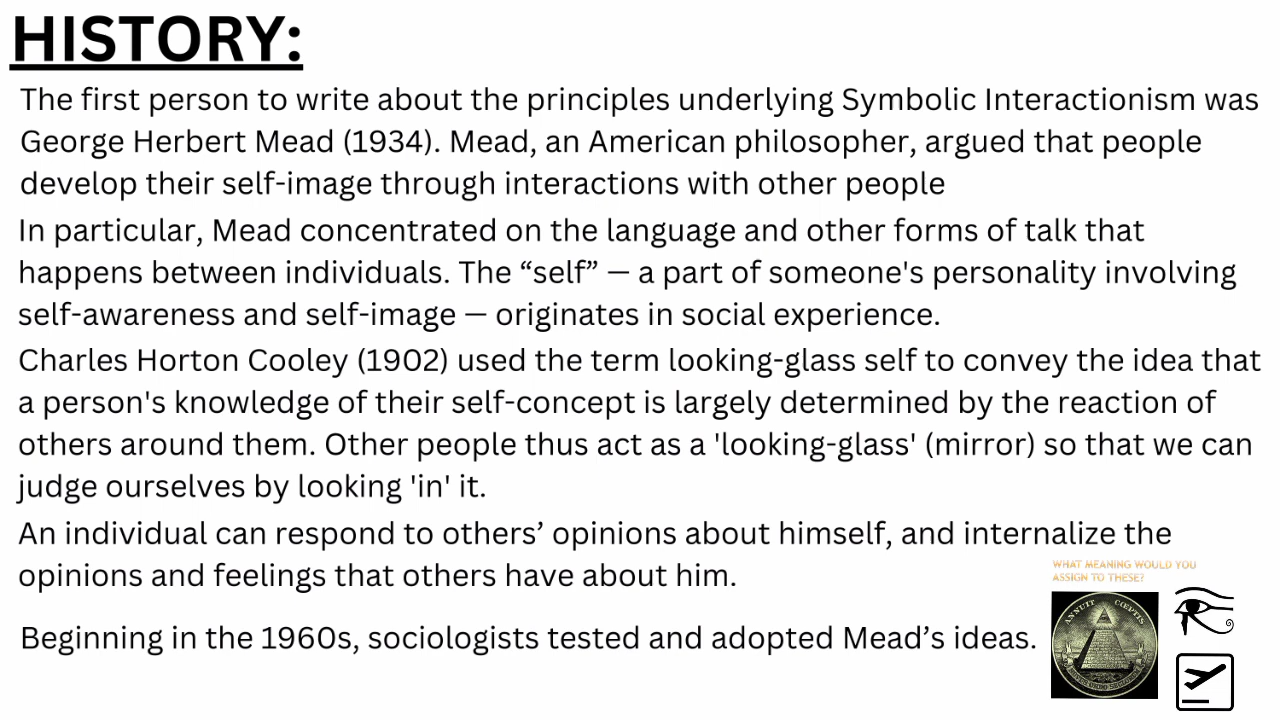 HISTORY:
The first person to write about the principles underlying Symbolic Interactionism was
George Herbert Mead (1934). Mead, an American philosopher, argued that people
develop their self-image through interactions with other people
In particular, Mead concentrated on the language and other forms of talk that
happens between individuals. The “self” — a part of someone's personality involving
self-awareness and self-image — originates in social experience.
Charles Horton Cooley (1902) used the term looking-glass self to convey the idea that
a person's knowledge of their self-concept is largely determined by the reaction of
others around them. Other people thus act as a 'looking-glass' (mirror) so that we can
judge ourselves by looking 'in' it.
An individual can respond to others’ opinions about himself, and internalize the
opinions and feelings that others have about him.
WHAT MEANING WOULD YOU
ASSIGN TO THESE?
ANNUIT CŒPTIS
Beginning in the 1960s, sociologists tested and adopted Mead’s ideas.